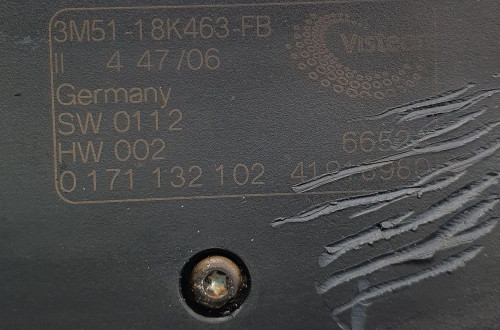 3M51-18K463-FB
II 4 47/06
Germany
SW 0112
HW 002
0.171 132 102